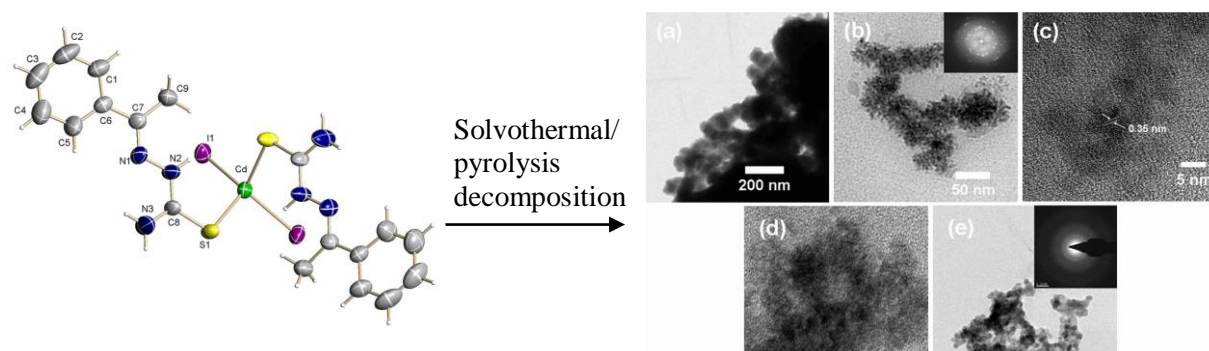 C2
C3
C1
C4
C9
C5
C6
C7
N1
N2
I1
N3
C8
S1
Cd
Solvothermal/
pyrolysis
decomposition
(a)
200 nm
(b)
50 nm
(c)
0.35 nm
5 nm
(d)
(e)